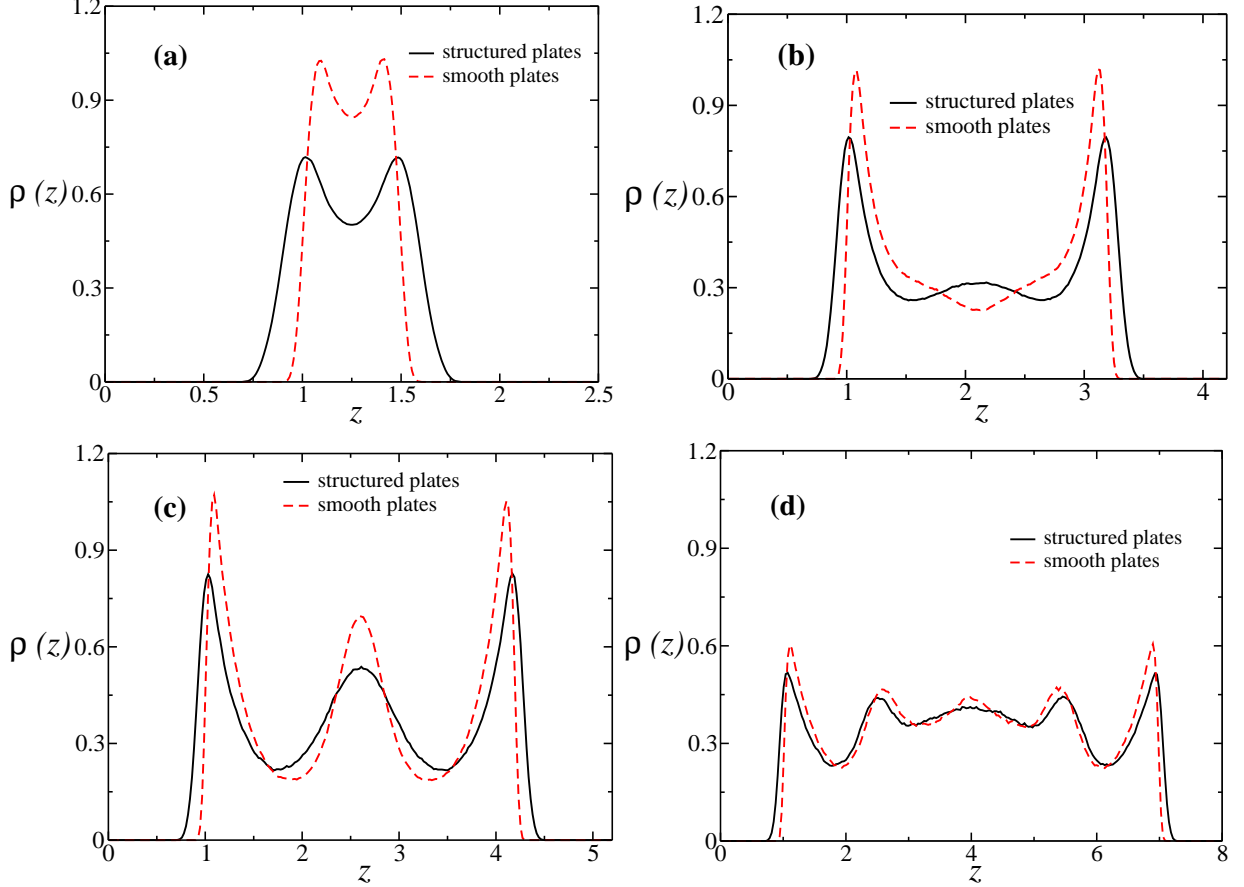 (a)
structured plates
smooth plates
ρ (z)
1.2
0.9
0.6
0.3
0
0 0.5 1 1.5 2 2.5
z
(b)
structured plates
smooth plates
ρ (z)
1.2
0.9
0.6
0.3
0
0 1 2 3 4
z
(c)
structured plates
smooth plates
ρ (z)
1.2
0.9
0.6
0.3
0
0 1 2 3 4 5
z
(d)
structured plates
smooth plates
ρ (z)
1.2
0.9
0.6
0.3
0
0 2 4 6 8
z